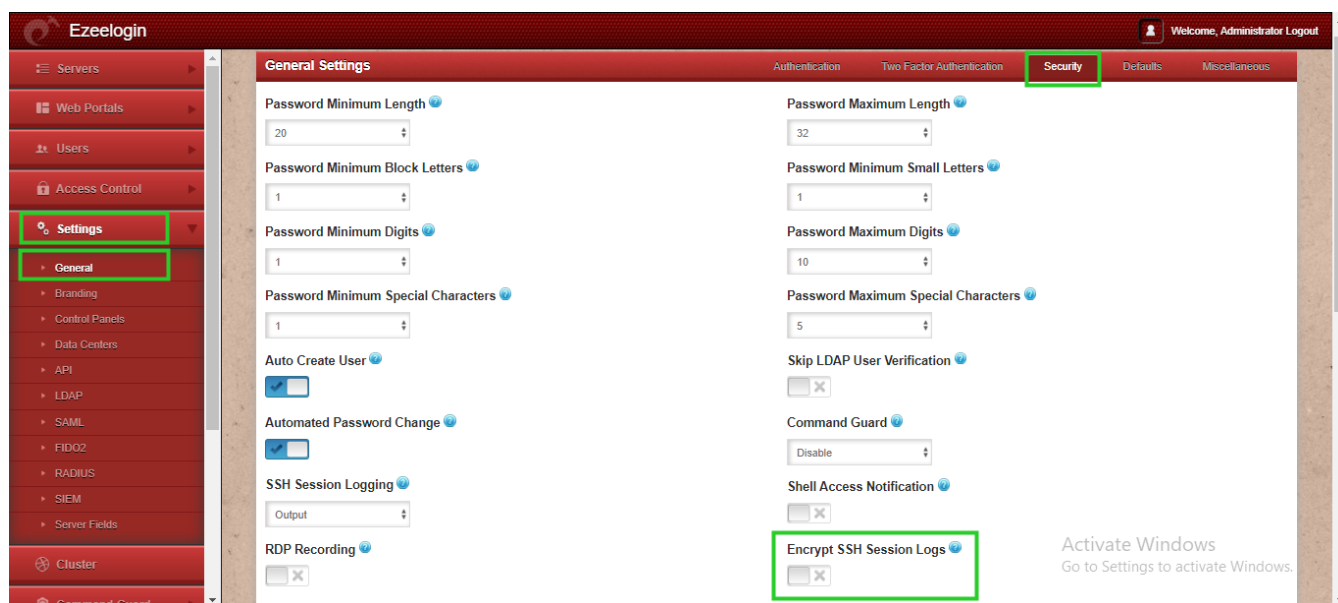 Ezeelogin
Welcome, Administrator Logout
Servers
Web Portals
Users
Access Control
Settings
General
Branding
Control Panels
Data Centers
API
LDAP
SAML
FIDO2
RADIUS
SIEM
Server Fields
Cluster
Command Guard
General Settings
Authentication Two Factor Authentication Security Defaults Miscellaneous
Password Minimum Length Password Maximum Length
20 32
Password Minimum Block Letters Password Minimum Small Letters
1 1
Password Minimum Digits Password Maximum Digits
1 10
Password Minimum Special Characters Password Maximum Special Characters
1 5
Auto Create User Skip LDAP User Verification
Automated Password Change Command Guard
Disable
SSH Session Logging Shell Access Notification
Output
RDP Recording Encrypt SSH Session Logs
Activate Windows
Go to Settings to activate Windows.